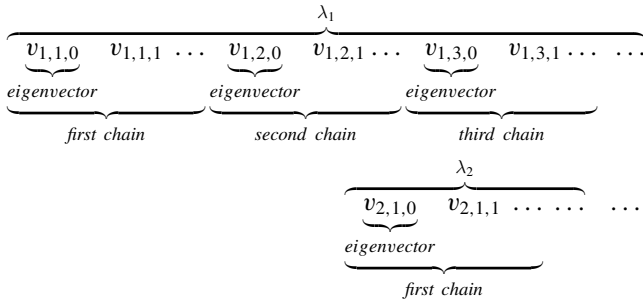 λ₁
v₁,₁,₀ v₁,₁,₁ … v₁,₂,₀ v₁,₂,₁ … v₁,₃,₀ v₁,₃,₁ … …
eigenvector eigenvector eigenvector
first chain second chain third chain
λ₂
v₂,₁,₀ v₂,₁,₁ … … …
eigenvector
first chain